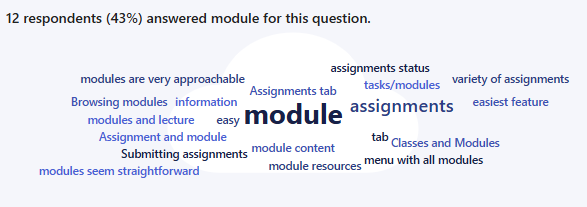 12 respondents (43%) answered module for this question.
assignments status
modules are very approachable
tasks/modules
variety of assignments
Assignments tab
Browsing modules
information
module
assignments
easiest feature
modules and lecture
easy
Assignment and module
tab
Classes and Modules
Submitting assignments
module content
menu with all modules
module resources
modules seem straightforward